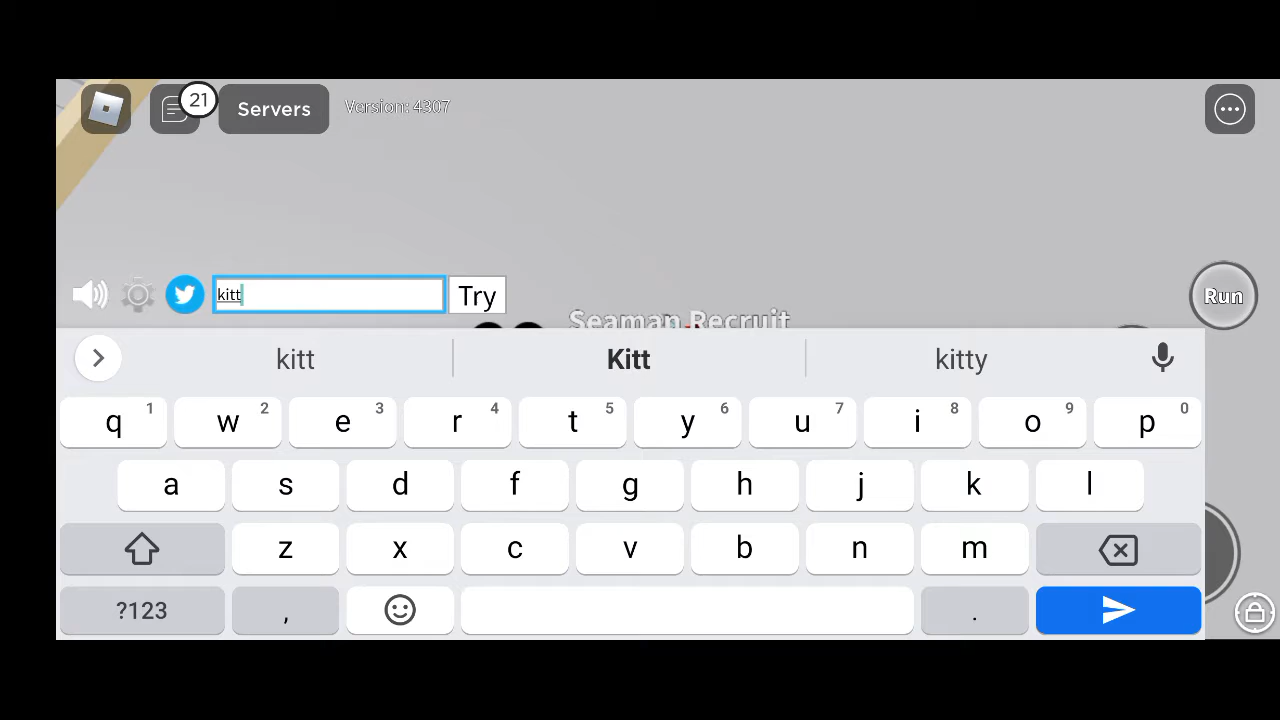 21
Servers
Version: 4307
kitt
Try
Seaman Recruit
Run
kitt
Kitt
kitty
q 1 w 2 e 3 r 4 t 5 y 6 u 7 i 8 o 9 p 0
a s d f g h j k l
z x c v b n m
?123 , .